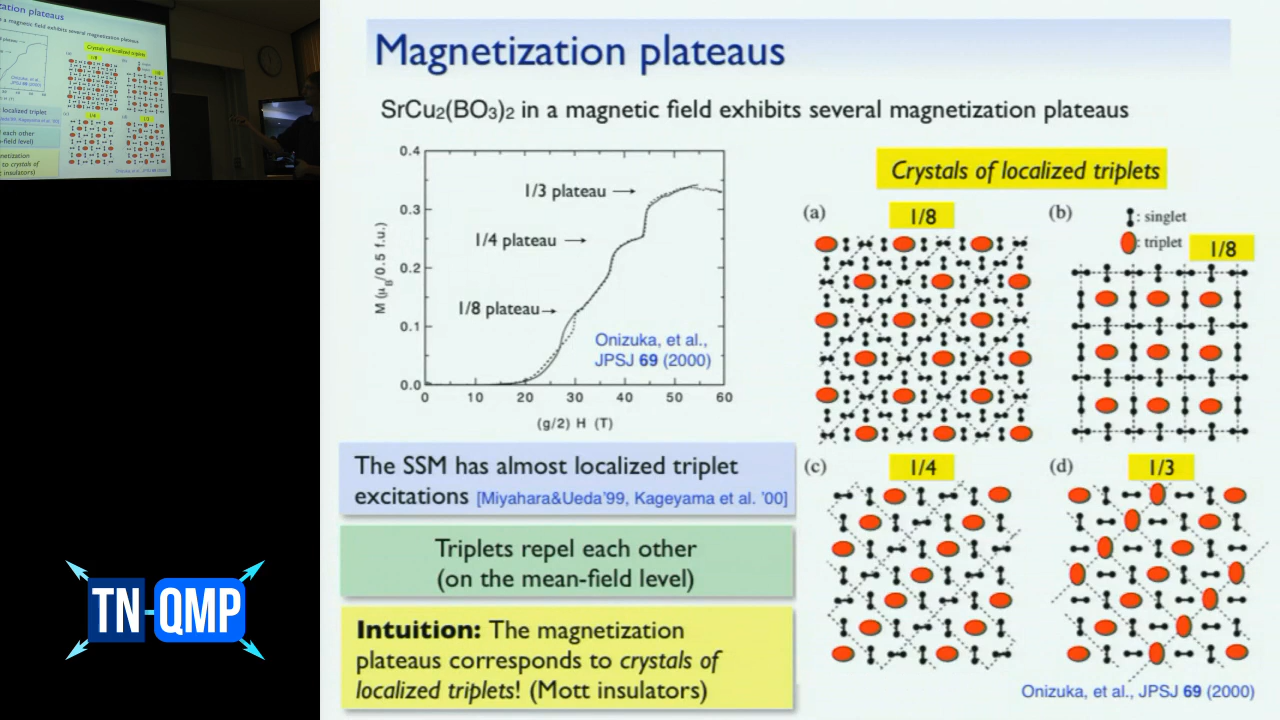 Magnetization plateaus
SrCu₂(BO₃)₂ in a magnetic field exhibits several magnetization plateaus
0.4
0.3
0.2
0.1
0.0
M (μB/0.5 f.u.)
1/3 plateau
1/4 plateau
1/8 plateau
Onizuka, et al.,
JPSJ 69 (2000)
0 10 20 30 40 50 60
(g/2) H (T)
Crystals of localized triplets
(a) 1/8
(b) : singlet
: triplet 1/8
(c) 1/4
(d) 1/3
Onizuka, et al., JPSJ 69 (2000)
The SSM has almost localized triplet
excitations [Miyahara&Ueda'99, Kageyama et al. '00]
Triplets repel each other
(on the mean-field level)
Intuition: The magnetization
plateaus corresponds to crystals of
localized triplets! (Mott insulators)
TN-QMP